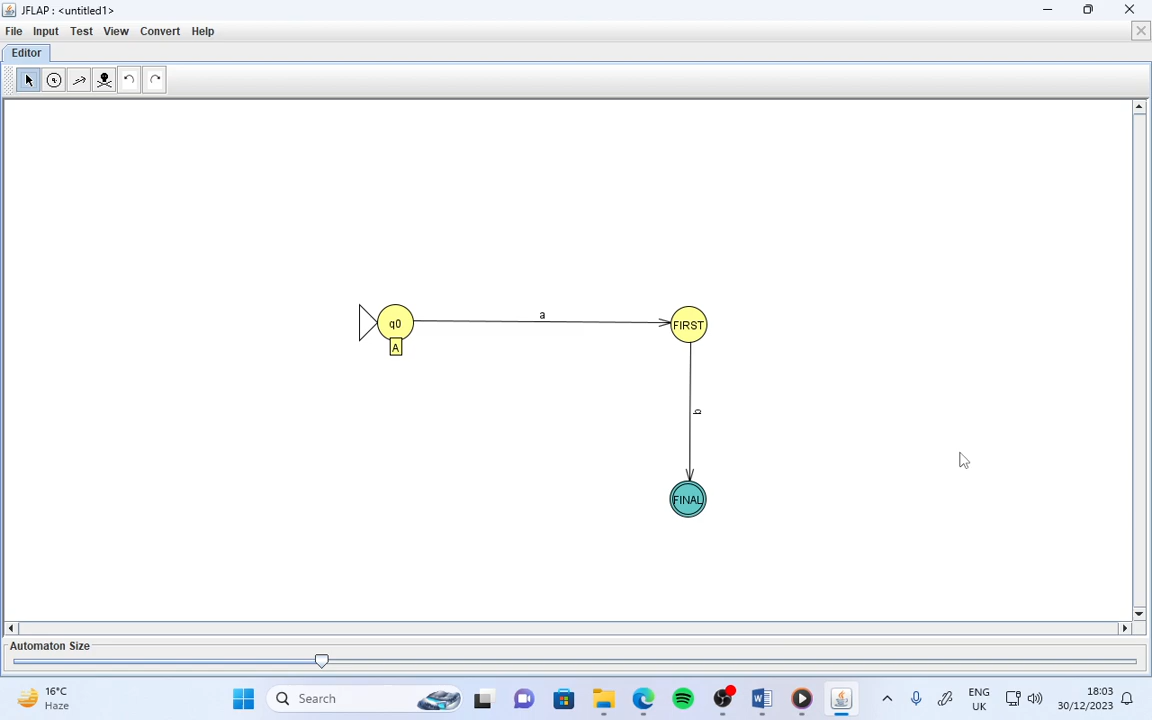 JFLAP : <untitled1>
File Input Test View Convert Help
Editor
a
q0
FIRST
A
b
FINAL
Automaton Size
16°C
Haze
Search
ENG
UK
18:03
30/12/2023